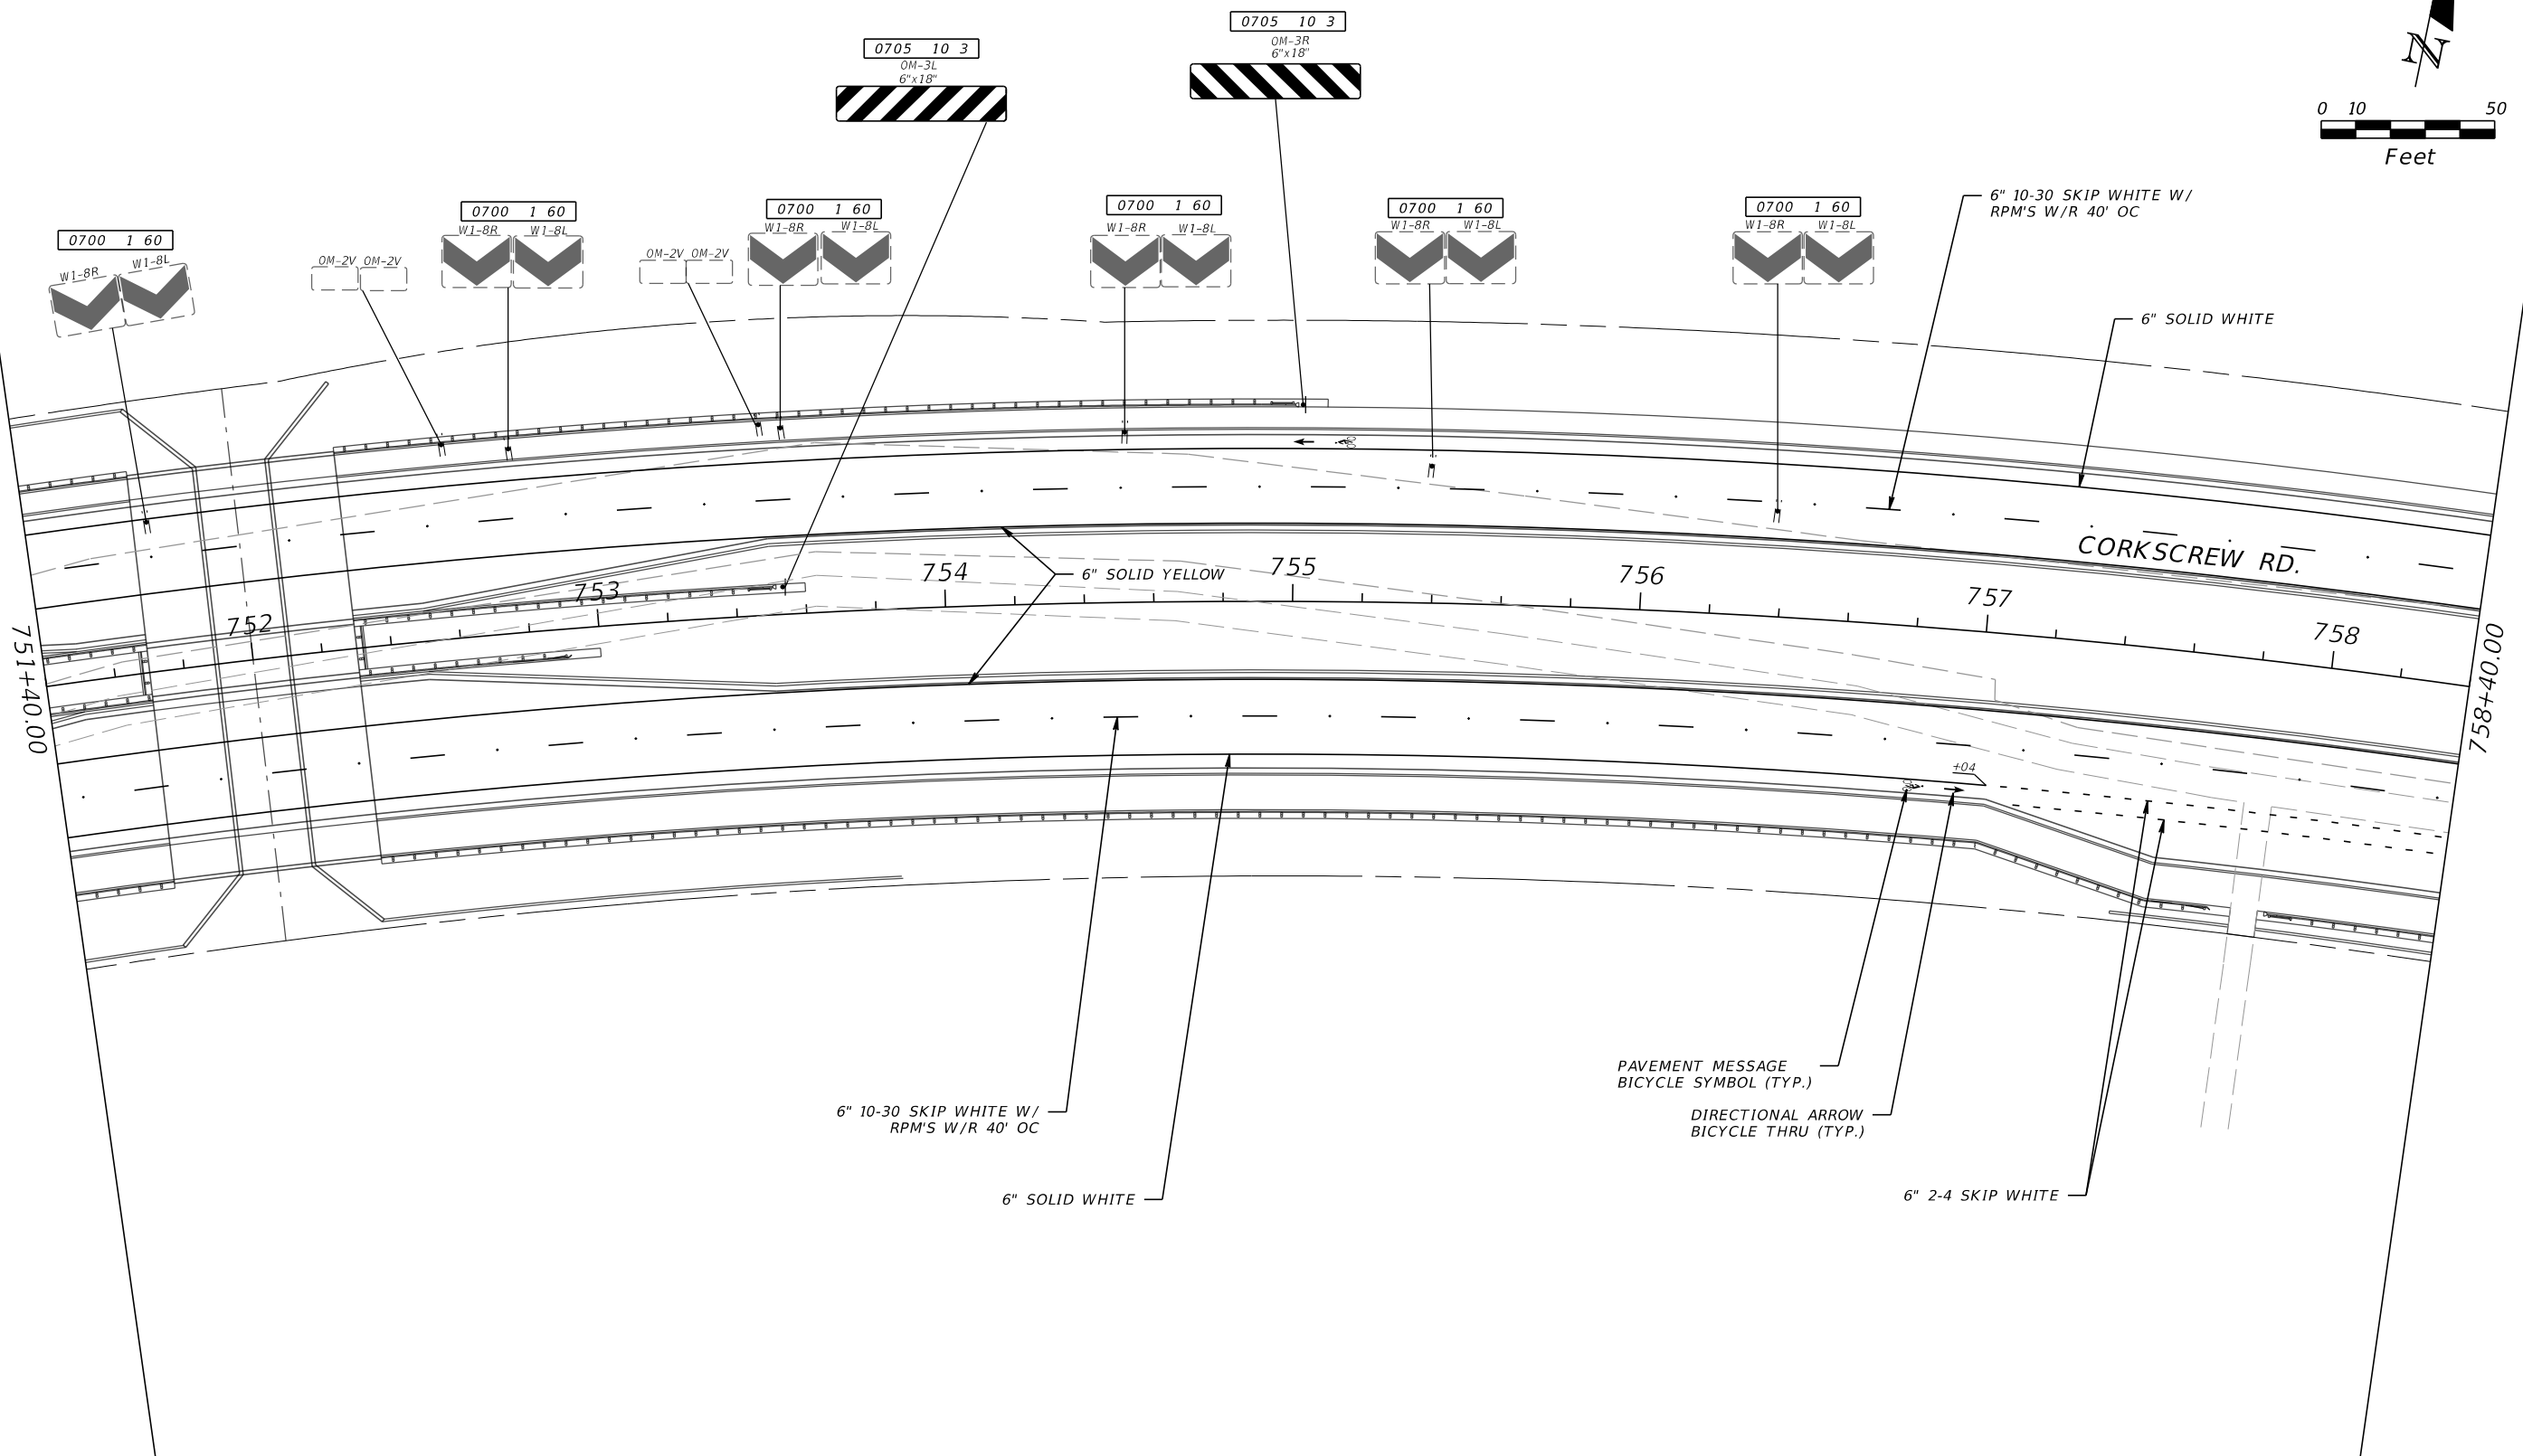 0705 10 3
OM-3R
6"x18"
0705 10 3
OM-3L
6"x18"
N
0 10 50
Feet
0700 1 60
W1-8R W1-8L
OM-2V OM-2V
0700 1 60
W1-8R W1-8L
OM-2V OM-2V
0700 1 60
W1-8R W1-8L
0700 1 60
W1-8R W1-8L
0700 1 60
W1-8R W1-8L
0700 1 60
W1-8R W1-8L
6" 10-30 SKIP WHITE W/
RPM'S W/R 40' OC
6" SOLID WHITE
CORKSCREW RD.
6" SOLID YELLOW
752
753
754
755
756
757
758
751+40.00
758+40.00
+04
PAVEMENT MESSAGE
BICYCLE SYMBOL (TYP.)
6" 10-30 SKIP WHITE W/
RPM'S W/R 40' OC
DIRECTIONAL ARROW
BICYCLE THRU (TYP.)
6" SOLID WHITE
6" 2-4 SKIP WHITE